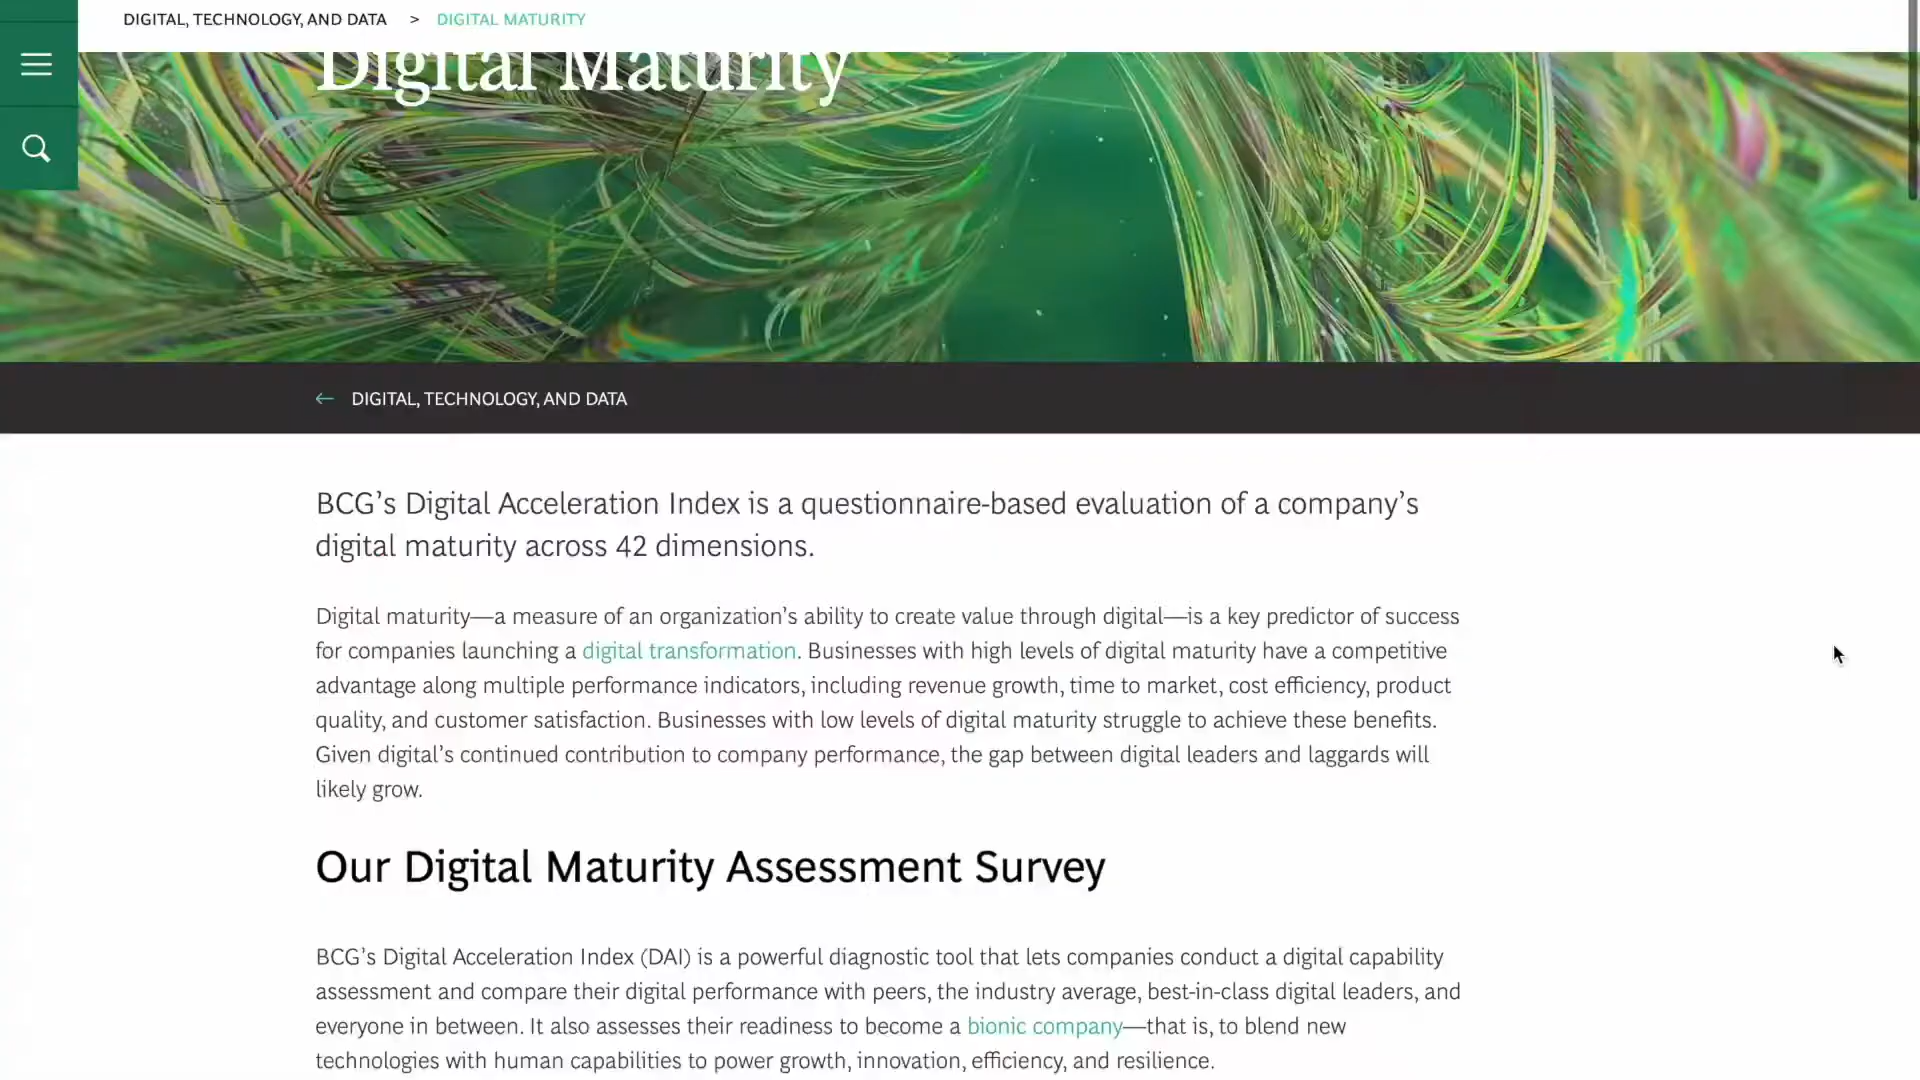 DIGITAL, TECHNOLOGY, AND DATA > DIGITAL MATURITY
Digital Maturity
← DIGITAL, TECHNOLOGY, AND DATA
BCG’s Digital Acceleration Index is a questionnaire-based evaluation of a company’s
digital maturity across 42 dimensions.
Digital maturity—a measure of an organization’s ability to create value through digital—is a key predictor of success
for companies launching a digital transformation. Businesses with high levels of digital maturity have a competitive
advantage along multiple performance indicators, including revenue growth, time to market, cost efficiency, product
quality, and customer satisfaction. Businesses with low levels of digital maturity struggle to achieve these benefits.
Given digital’s continued contribution to company performance, the gap between digital leaders and laggards will
likely grow.
Our Digital Maturity Assessment Survey
BCG’s Digital Acceleration Index (DAI) is a powerful diagnostic tool that lets companies conduct a digital capability
assessment and compare their digital performance with peers, the industry average, best-in-class digital leaders, and
everyone in between. It also assesses their readiness to become a bionic company—that is, to blend new
technologies with human capabilities to power growth, innovation, efficiency, and resilience.